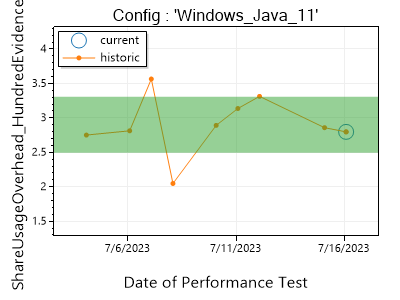 Config : 'Windows_Java_11'
ShareUsageOverhead_HundredEvidence
current
historic
4
3.5
3
2.5
2
1.5
7/6/2023
7/11/2023
7/16/2023
Date of Performance Test